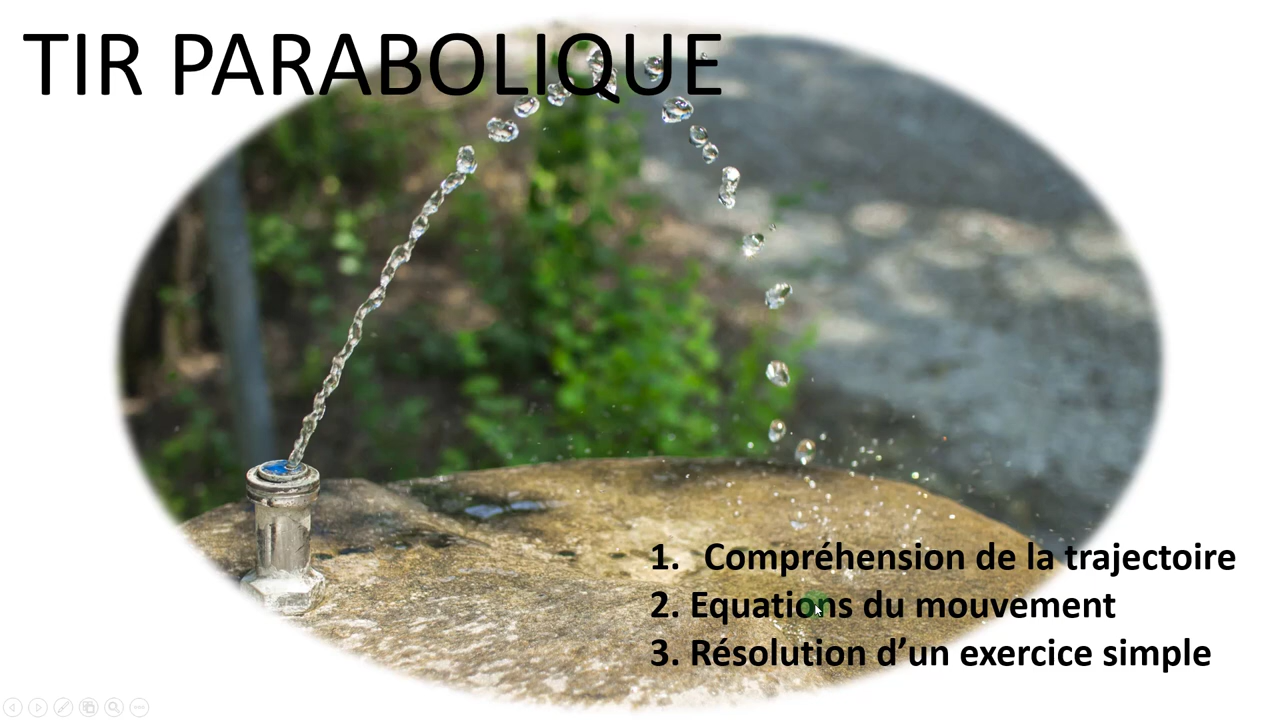 TIR PARABOLIQUE
1. Compréhension de la trajectoire
2. Equations du mouvement
3. Résolution d’un exercice simple